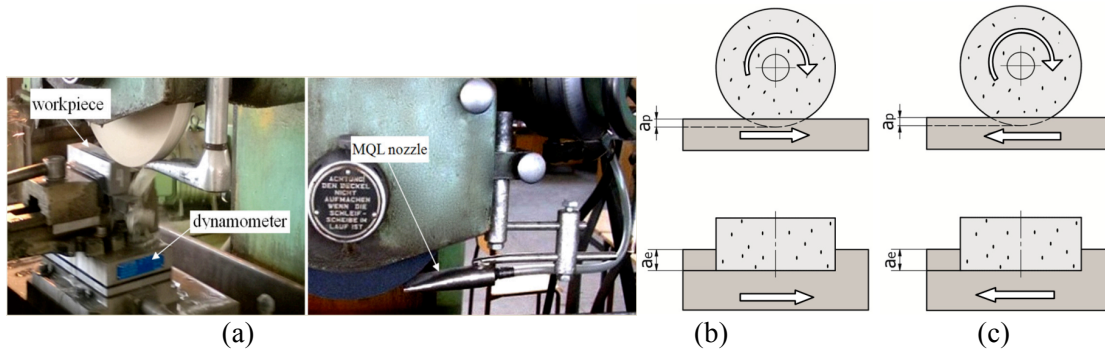 workpiece
dynamometer
MQL nozzle
ACHTUNG!
DEN DECKEL
NICHT
AUFMACHEN
WENN DIE
SCHLEIF-
SCHEIBE IM
LAUF IST
ap
ae
ap
ae
(a)
(b)
(c)